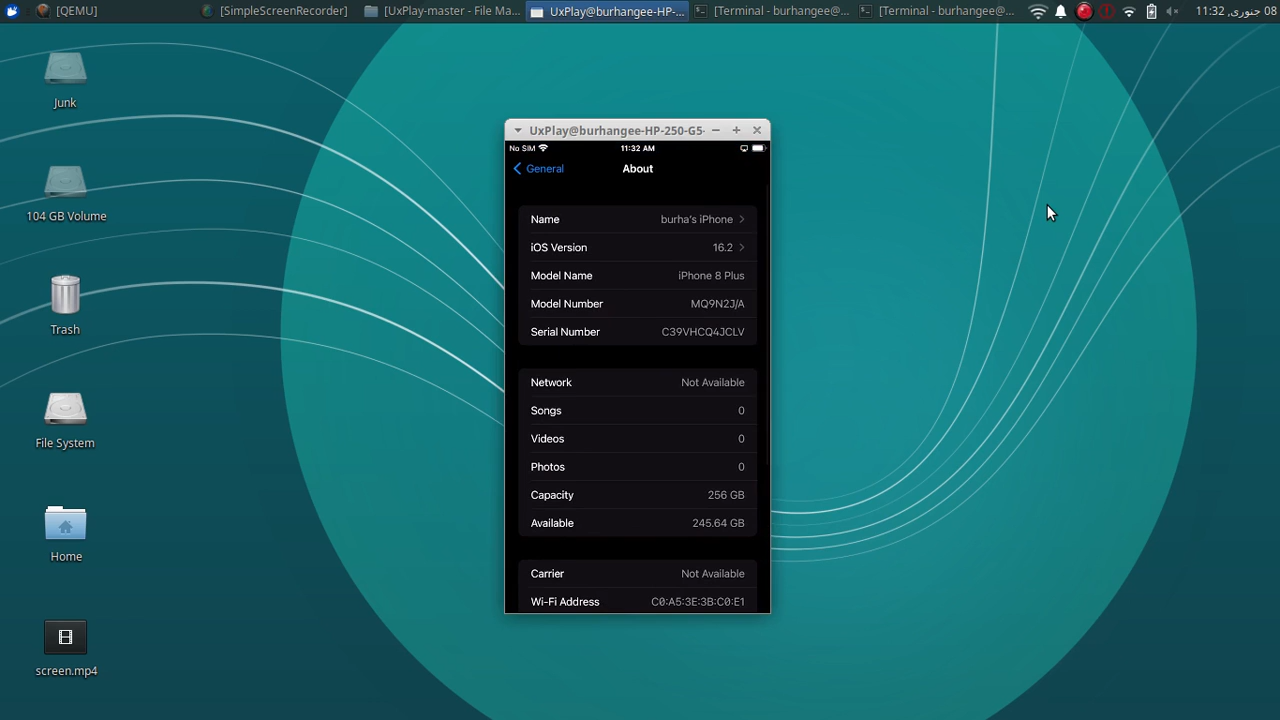 [QEMU]
[SimpleScreenRecorder]
[UxPlay-master - File Ma...
UxPlay@burhangee-HP-...
[Terminal - burhangee@...
[Terminal - burhangee@...
08 جنوری, 11:32
Junk
104 GB Volume
Trash
File System
Home
screen.mp4
UxPlay@burhangee-HP-250-G5-
No SIM
11:32 AM
General
About
Name burha's iPhone
iOS Version 16.2
Model Name iPhone 8 Plus
Model Number MQ9N2J/A
Serial Number C39VHCQ4JCLV
Network Not Available
Songs 0
Videos 0
Photos 0
Capacity 256 GB
Available 245.64 GB
Carrier Not Available
Wi-Fi Address C0:A5:3E:3B:C0:E1